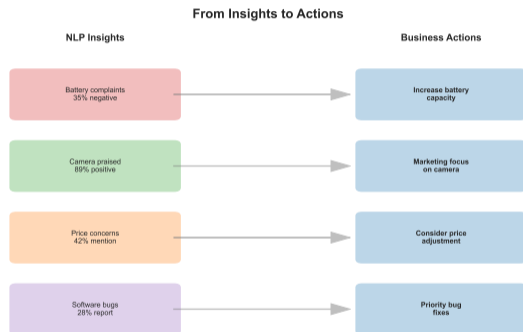 From Insights to Actions
NLP Insights
Business Actions
Battery complaints
35% negative
Increase battery
capacity
Camera praised
89% positive
Marketing focus
on camera
Price concerns
42% mention
Consider price
adjustment
Software bugs
28% report
Priority bug
fixes